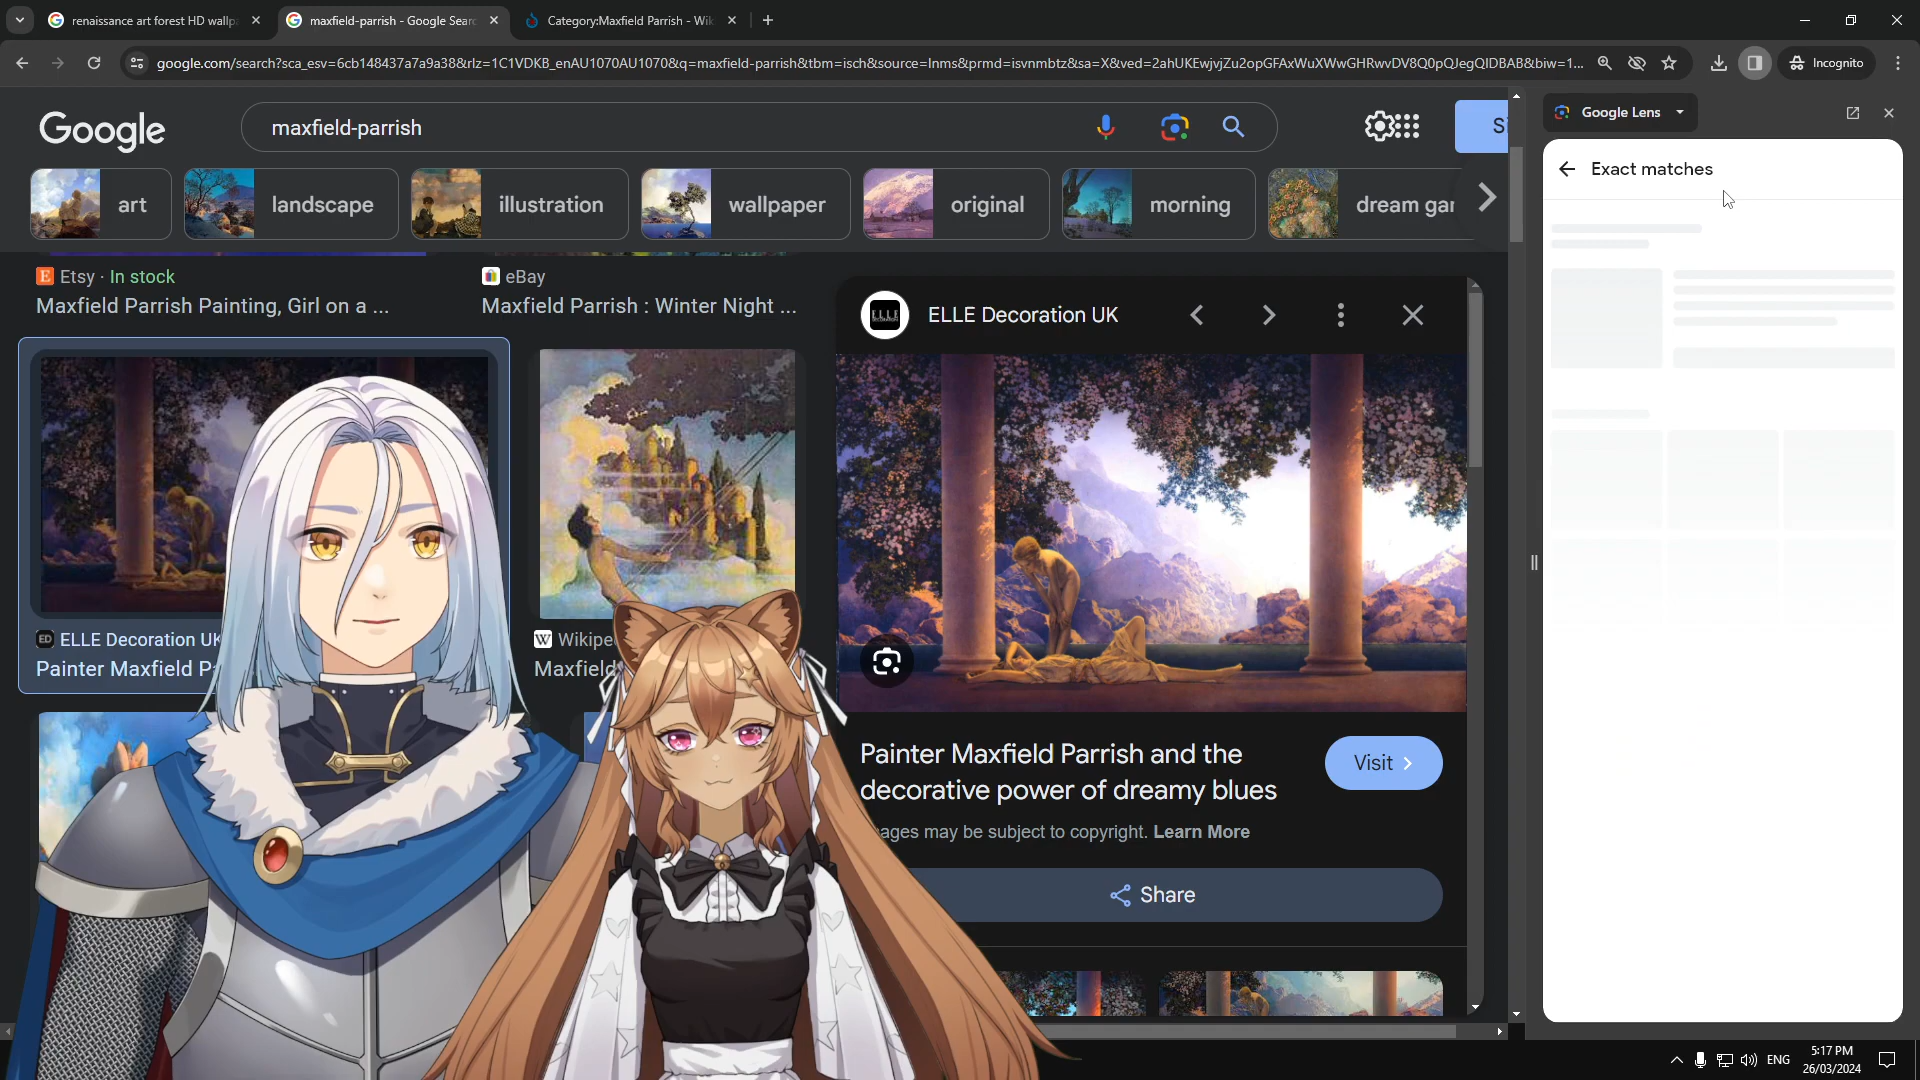 renaissance art forest HD wallp
maxfield-parrish - Google Sear
Category:Maxfield Parrish - Wik
google.com/search?sca_esv=6cb148437a7a9a38&rlz=1C1VDKB_enAU1070AU1070&q=maxfield-parrish&tbm=isch&source=lnms&prmd=isvnmbtz&sa=X&ved=2ahUKEwjvjZu2opGFAxWuXWwGHRwvDV8Q0pQJegQIDBAB&biw=1...
Incognito
Google
maxfield-parrish
S
Google Lens
Exact matches
art
landscape
illustration
wallpaper
original
morning
dream gar
Etsy · In stock
Maxfield Parrish Painting, Girl on a ...
eBay
Maxfield Parrish : Winter Night ...
ELLE DECORATION
ELLE Decoration UK
ED ELLE Decoration UK
Painter Maxfield P
W Wikipe
Maxfield
Painter Maxfield Parrish and the
decorative power of dreamy blues
Visit
ages may be subject to copyright. Learn More
Share
ENG
5:17 PM
26/03/2024